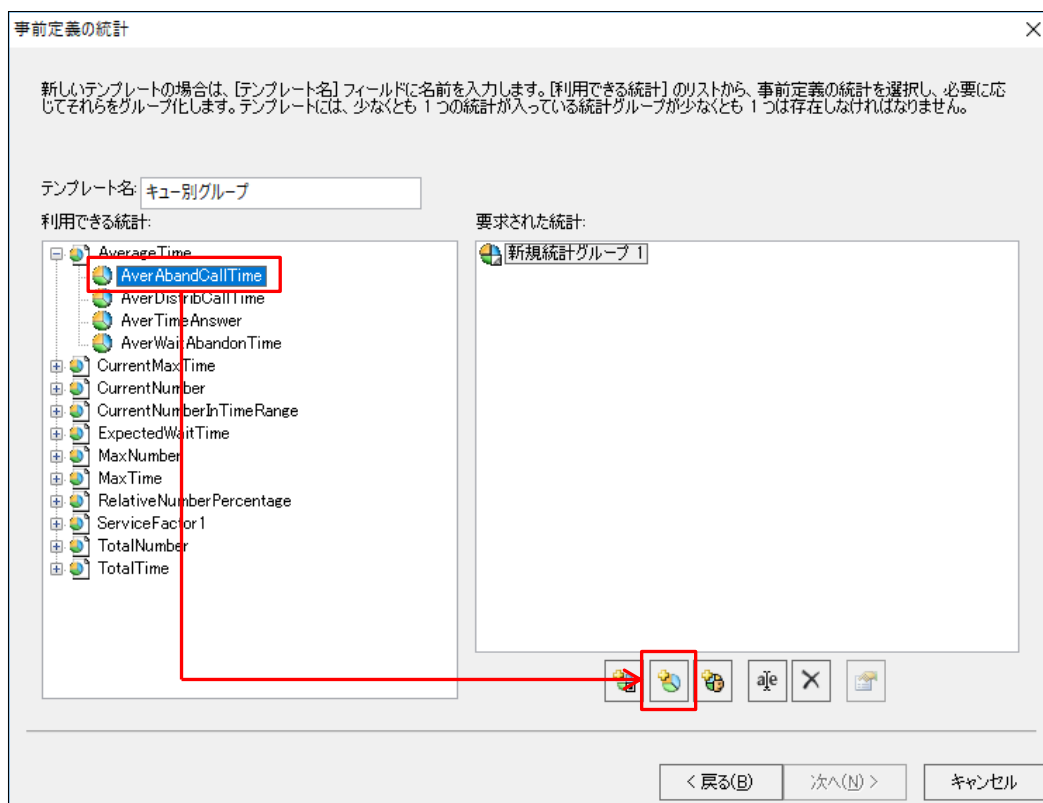 事前定義の統計
新しいテンプレートの場合は、[テンプレート名] フィールドに名前を入力します。[利用できる統計] のリストから、事前定義の統計を選択し、必要に応
じてそれらをグループ化します。テンプレートには、少なくとも 1 つの統計が入っている統計グループが少なくとも 1 つは存在しなければなりません。
テンプレート名: キュー別グループ
利用できる統計:
要求された統計:
AverageTime
AverAbandCallTime
AverDistribCallTime
AverTimeAnswer
AverWaitAbandonTime
CurrentMaxTime
CurrentNumber
CurrentNumberInTimeRange
ExpectedWaitTime
MaxNumber
MaxTime
RelativeNumberPercentage
ServiceFactor1
TotalNumber
TotalTime
新規統計グループ 1
a]e
< 戻る(B)
次へ(N) >
キャンセル